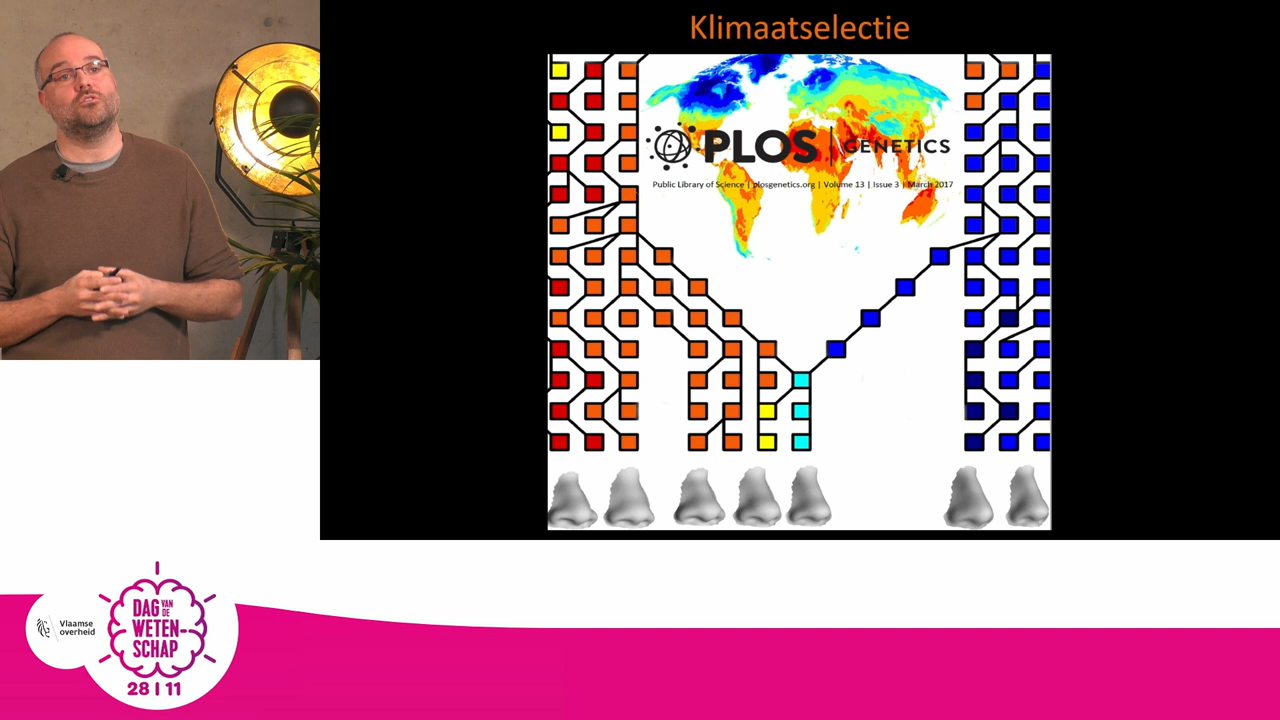 Klimaatselectie
PLOS | GENETICS
Public Library of Science | plosgenetics.org | Volume 13 | Issue 3 | March 2017
Vlaamse
overheid
DAG VAN DE
WETEN-
SCHAP
28 | 11